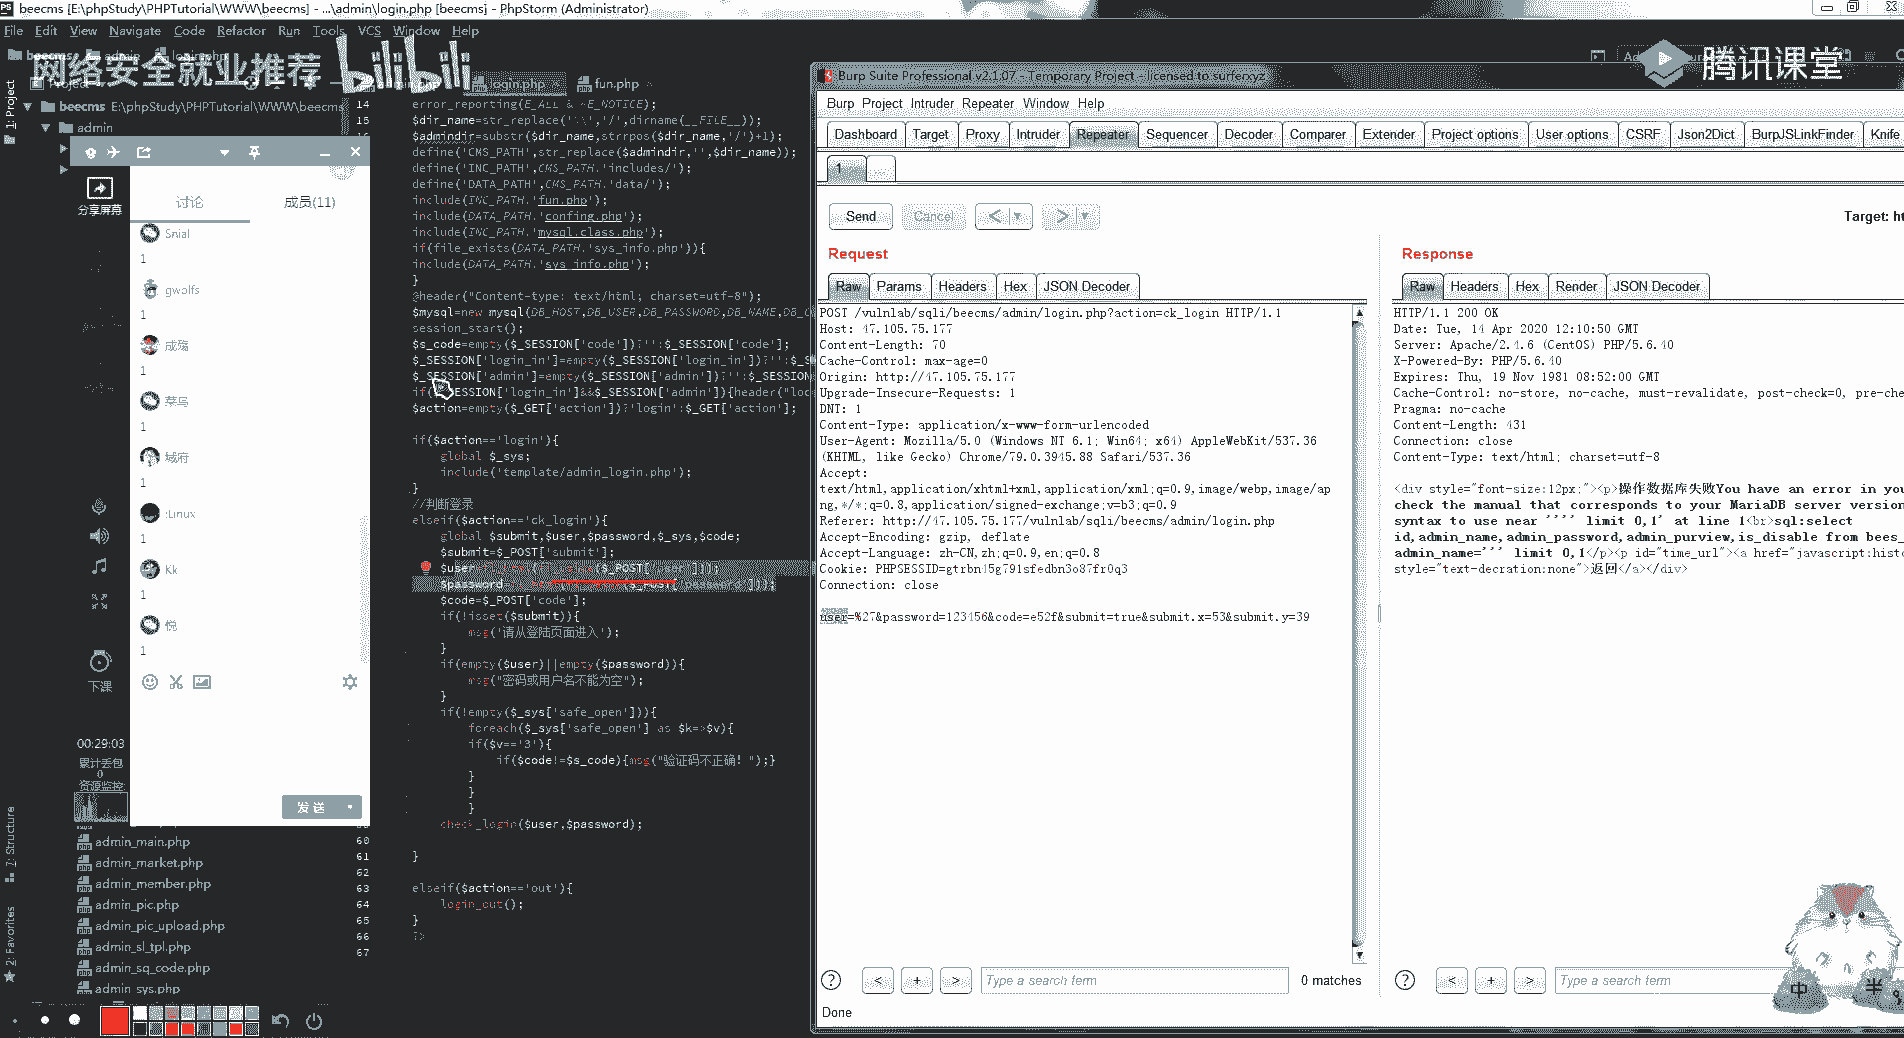 beecms [E:\phpStudy\PHPTutorial\WWW\beecms] - ...\admin\login.php [beecms] - PhpStorm (Administrator)
File Edit View Navigate Code Refactor Run Tools VCS Window Help
网络安全就业推荐 bilibili
腾讯课堂
login.php
fun.php
1: Project
beecms E:\phpStudy\PHPTutorial\WWW\beecms
admin
分享屏幕
讨论
成员(11)
Snial
1
gwolfs
1
成殇
1
菜鸟
1
域府
1
:Linux
1
Kk
1
悦
1
下课
00:29:03
累计丢包
0
资源监控:
发送
7: Structure
2: Favorites
admin_main.php
admin_market.php
admin_member.php
admin_pic.php
admin_pic_upload.php
admin_sl_tpl.php
admin_sq_code.php
admin_sys.php
14 error_reporting(E_ALL & ~E_NOTICE);
15 $dir_name=str_replace('\\','/',dirname(__FILE__));
16 $admindir=substr($dir_name,strrpos($dir_name,'/')+1);
define('CMS_PATH',str_replace($admindir,'',$dir_name));
define('INC_PATH',CMS_PATH.'includes/');
define('DATA_PATH',CMS_PATH.'data/');
include(INC_PATH.'fun.php');
include(DATA_PATH.'confing.php');
include(INC_PATH.'mysql.class.php');
if(file_exists(DATA_PATH.'sys_info.php')){
include(DATA_PATH.'sys_info.php');
}
@header("Content-type: text/html; charset=utf-8");
$mysql=new mysql(DB_HOST,DB_USER,DB_PASSWORD,DB_NAME,DB_C
session_start();
$s_code=empty($_SESSION['code'])?'':$_SESSION['code'];
$_SESSION['login_in']=empty($_SESSION['login_in'])?'':$_S
$_SESSION['admin']=empty($_SESSION['admin'])?'':$_SESSION
if($_SESSION['login_in']&&$_SESSION['admin']){header("loc
$action=empty($_GET['action'])?'login':$_GET['action'];
if($action=='login'){
global $_sys;
include('template/admin_login.php');
}
//判断登录
elseif($action=='ck_login'){
global $submit,$user,$password,$_sys,$code;
$submit=$_POST['submit'];
$user= ($_POST['user']));
$password
$code=$_POST['code'];
if(!isset($submit)){
msg('请从登陆页面进入');
}
if(empty($user)||empty($password)){
msg("密码或用户名不能为空");
}
if(!empty($_sys['safe_open'])){
foreach($_sys['safe_open'] as $k=>$v){
if($v=='3'){
if($code!=$s_code){msg("验证码不正确！");}
}
}
}
check_login($user,$password);
60
61 }
62
63 elseif($action=='out'){
64 login_out();
65 }
66 ?>
67
Burp Suite Professional v2.1.07 - Temporary Project - licensed to surferxyz
Burp Project Intruder Repeater Window Help
Dashboard Target Proxy Intruder Repeater Sequencer Decoder Comparer Extender Project options User options CSRF Json2Dict BurpJSLinkFinder Knife
1
Send Cancel < >
Target: ht
Request
Raw Params Headers Hex JSON Decoder
POST /vulnlab/sqli/beecms/admin/login.php?action=ck_login HTTP/1.1
Host: 47.105.75.177
Content-Length: 70
Cache-Control: max-age=0
Origin: http://47.105.75.177
Upgrade-Insecure-Requests: 1
DNT: 1
Content-Type: application/x-www-form-urlencoded
User-Agent: Mozilla/5.0 (Windows NT 6.1; Win64; x64) AppleWebKit/537.36
(KHTML, like Gecko) Chrome/79.0.3945.88 Safari/537.36
Accept:
text/html,application/xhtml+xml,application/xml;q=0.9,image/webp,image/ap
ng,*/*;q=0.8,application/signed-exchange;v=b3;q=0.9
Referer: http://47.105.75.177/vulnlab/sqli/beecms/admin/login.php
Accept-Encoding: gzip, deflate
Accept-Language: zh-CN,zh;q=0.9,en;q=0.8
Cookie: PHPSESSID=gtrbn45g791sfedbn3o87fr0q3
Connection: close
user=%27&password=123456&code=e52f&submit=true&submit.x=53&submit.y=39
? < + > Type a search term 0 matches
Done
Response
Raw Headers Hex Render JSON Decoder
HTTP/1.1 200 OK
Date: Tue, 14 Apr 2020 12:10:50 GMT
Server: Apache/2.4.6 (CentOS) PHP/5.6.40
X-Powered-By: PHP/5.6.40
Expires: Thu, 19 Nov 1981 08:52:00 GMT
Cache-Control: no-store, no-cache, must-revalidate, post-check=0, pre-che
Pragma: no-cache
Content-Length: 431
Connection: close
Content-Type: text/html; charset=utf-8
<div style="font-size:12px;"><p>操作数据库失败You have an error in you
check the manual that corresponds to your MariaDB server version
syntax to use near '''' limit 0,1' at line 1<br>sql:select
id,admin_name,admin_password,admin_purview,is_disable from bees_
admin_name=''' limit 0,1</p><p id="time_url"><a href="javascript:histo
style="text-decration:none">返回</a></div>
? < + > Type a search term
中
半